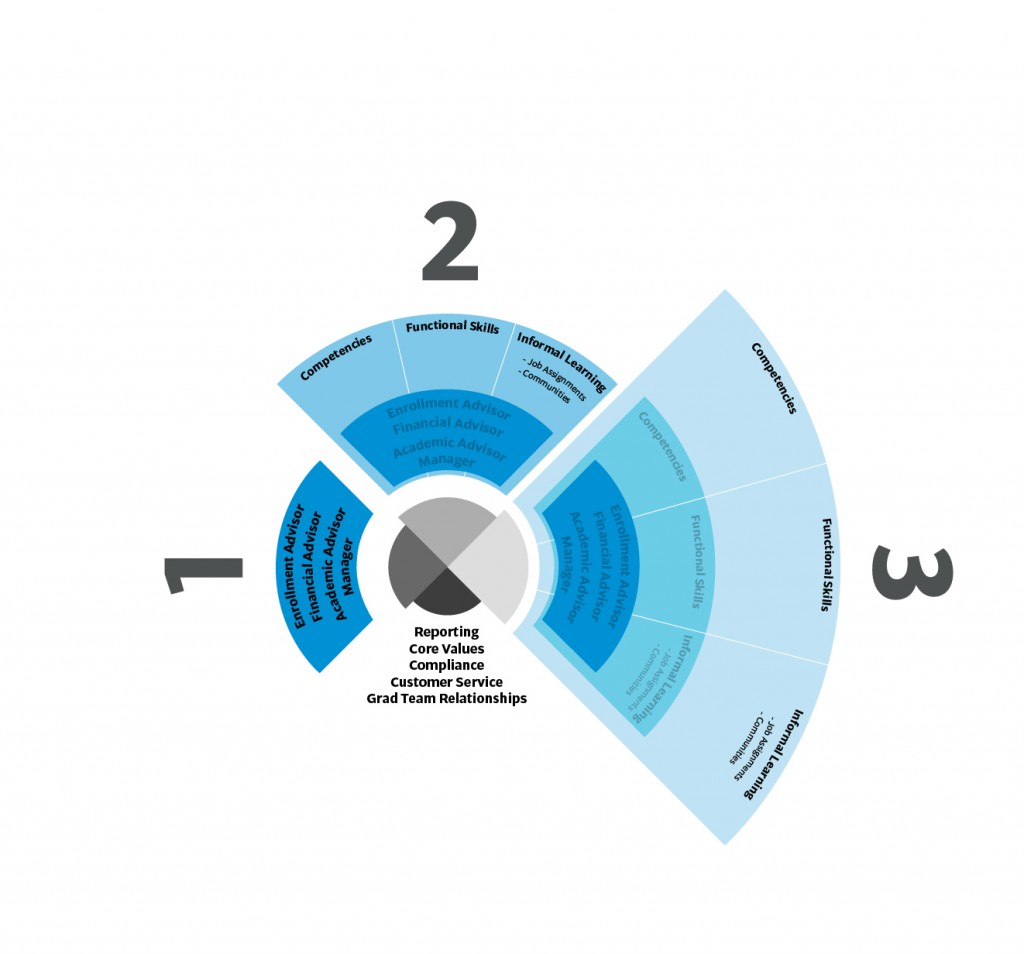 1
Enrollment Advisor
Financial Advisor
Academic Advisor
Manager
2
Competencies
Functional Skills
Informal Learning
- Job Assignments
- Communities
Enrollment Advisor
Financial Advisor
Academic Advisor
Manager
3
Competencies
Functional Skills
Informal Learning
- Job Assignments
- Communities
Competencies
Functional Skills
Informal Learning
- Job Assignments
- Communities
Enrollment Advisor
Financial Advisor
Academic Advisor
Manager
Reporting
Core Values
Compliance
Customer Service
Grad Team Relationships